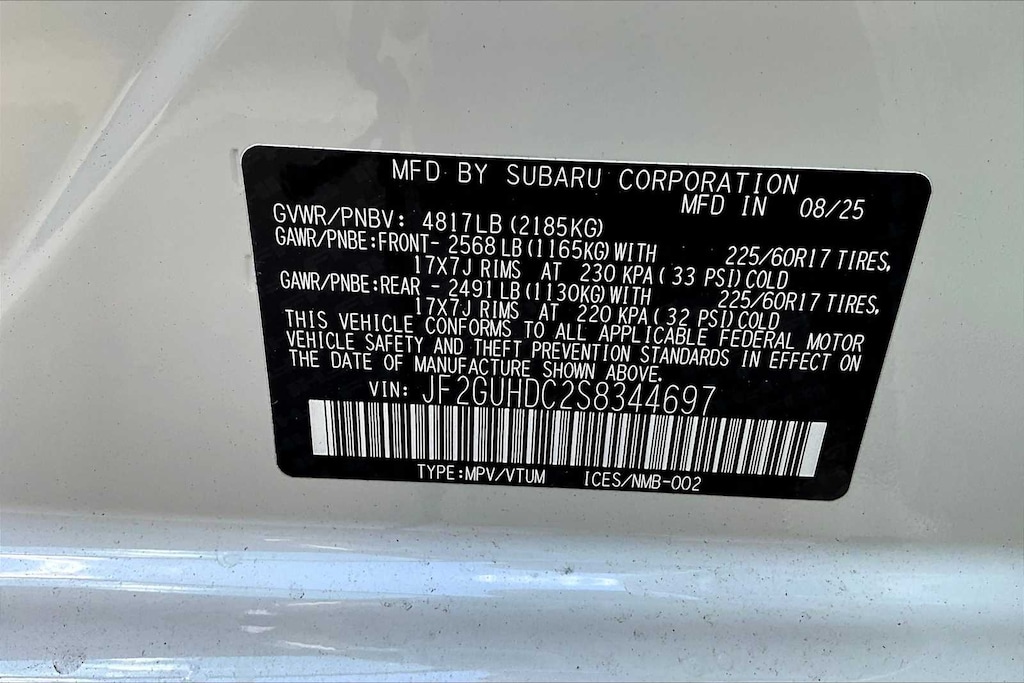 MFD BY SUBARU CORPORATION
MFD IN 08/25
GVWR/PNBV: 4817LB (2185KG)
GAWR/PNBE:FRONT- 2568 LB (1165KG) WITH 225/60R17 TIRES,
17X7J RIMS AT 230 KPA ( 33 PSI) COLD
GAWR/PNBE:REAR - 2491 LB (1130KG) WITH 225/60R17 TIRES,
17X7J RIMS AT 220 KPA ( 32 PSI) COLD
THIS VEHICLE CONFORMS TO ALL APPLICABLE FEDERAL MOTOR
VEHICLE SAFETY AND THEFT PREVENTION STANDARDS IN EFFECT ON
THE DATE OF MANUFACTURE SHOWN ABOVE.
VIN: JF2GUHDC2S8344697
TYPE:MPV/VTUM ICES/NMB-002